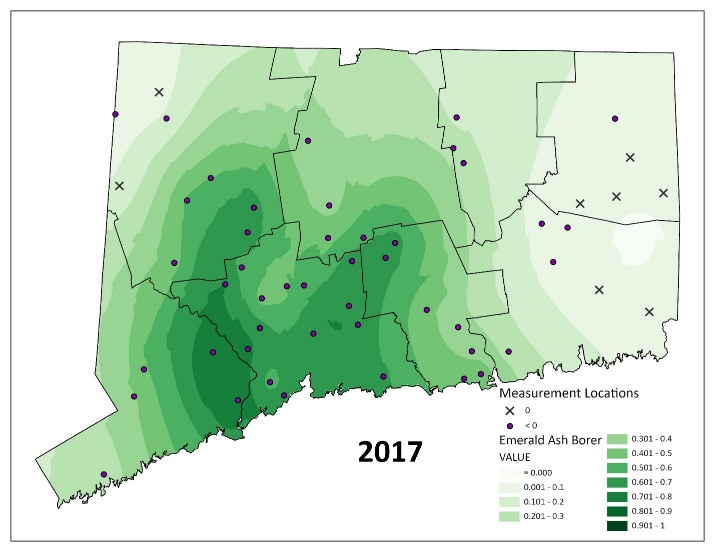 2017
Measurement Locations
0
< 0
Emerald Ash Borer
VALUE
= 0.000
0.001 - 0.1
0.101 - 0.2
0.201 - 0.3
0.301 - 0.4
0.401 - 0.5
0.501 - 0.6
0.601 - 0.7
0.701 - 0.8
0.801 - 0.9
0.901 - 1